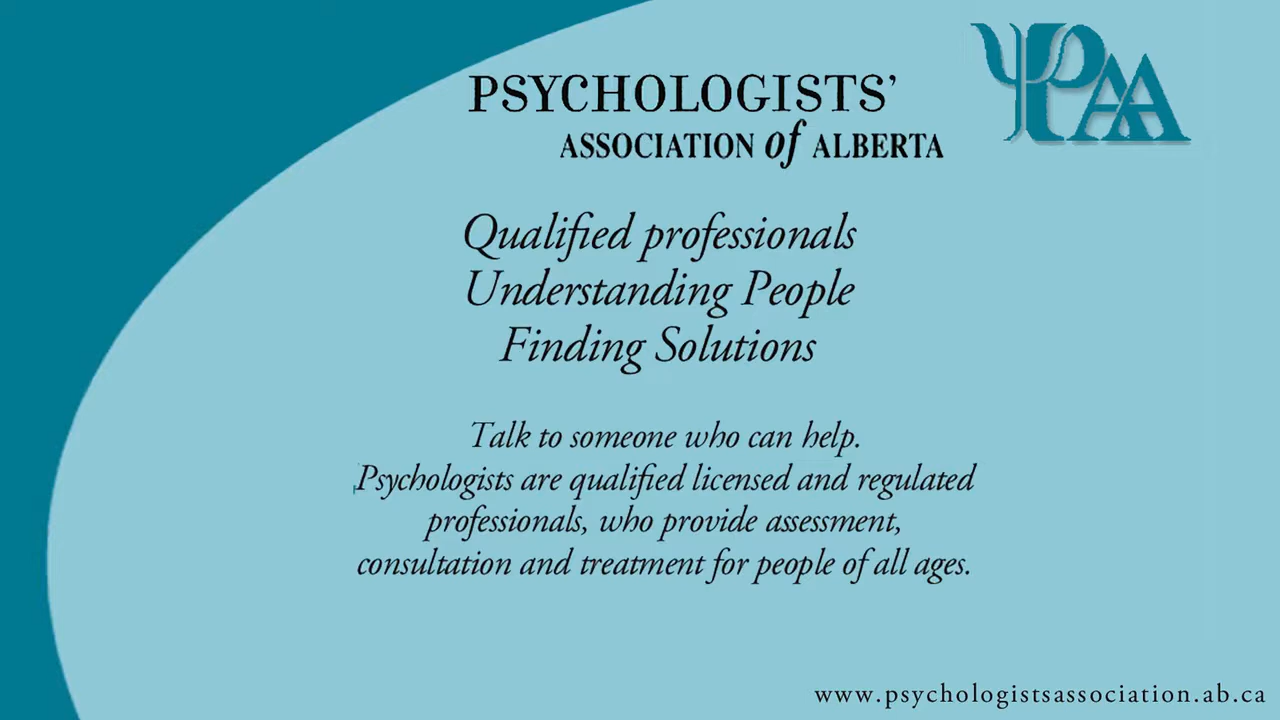 PSYCHOLOGISTS’
ASSOCIATION of ALBERTA
ΨPAA
Qualified professionals
Understanding People
Finding Solutions
Talk to someone who can help.
Psychologists are qualified licensed and regulated
professionals, who provide assessment,
consultation and treatment for people of all ages.
www.psychologistsassociation.ab.ca